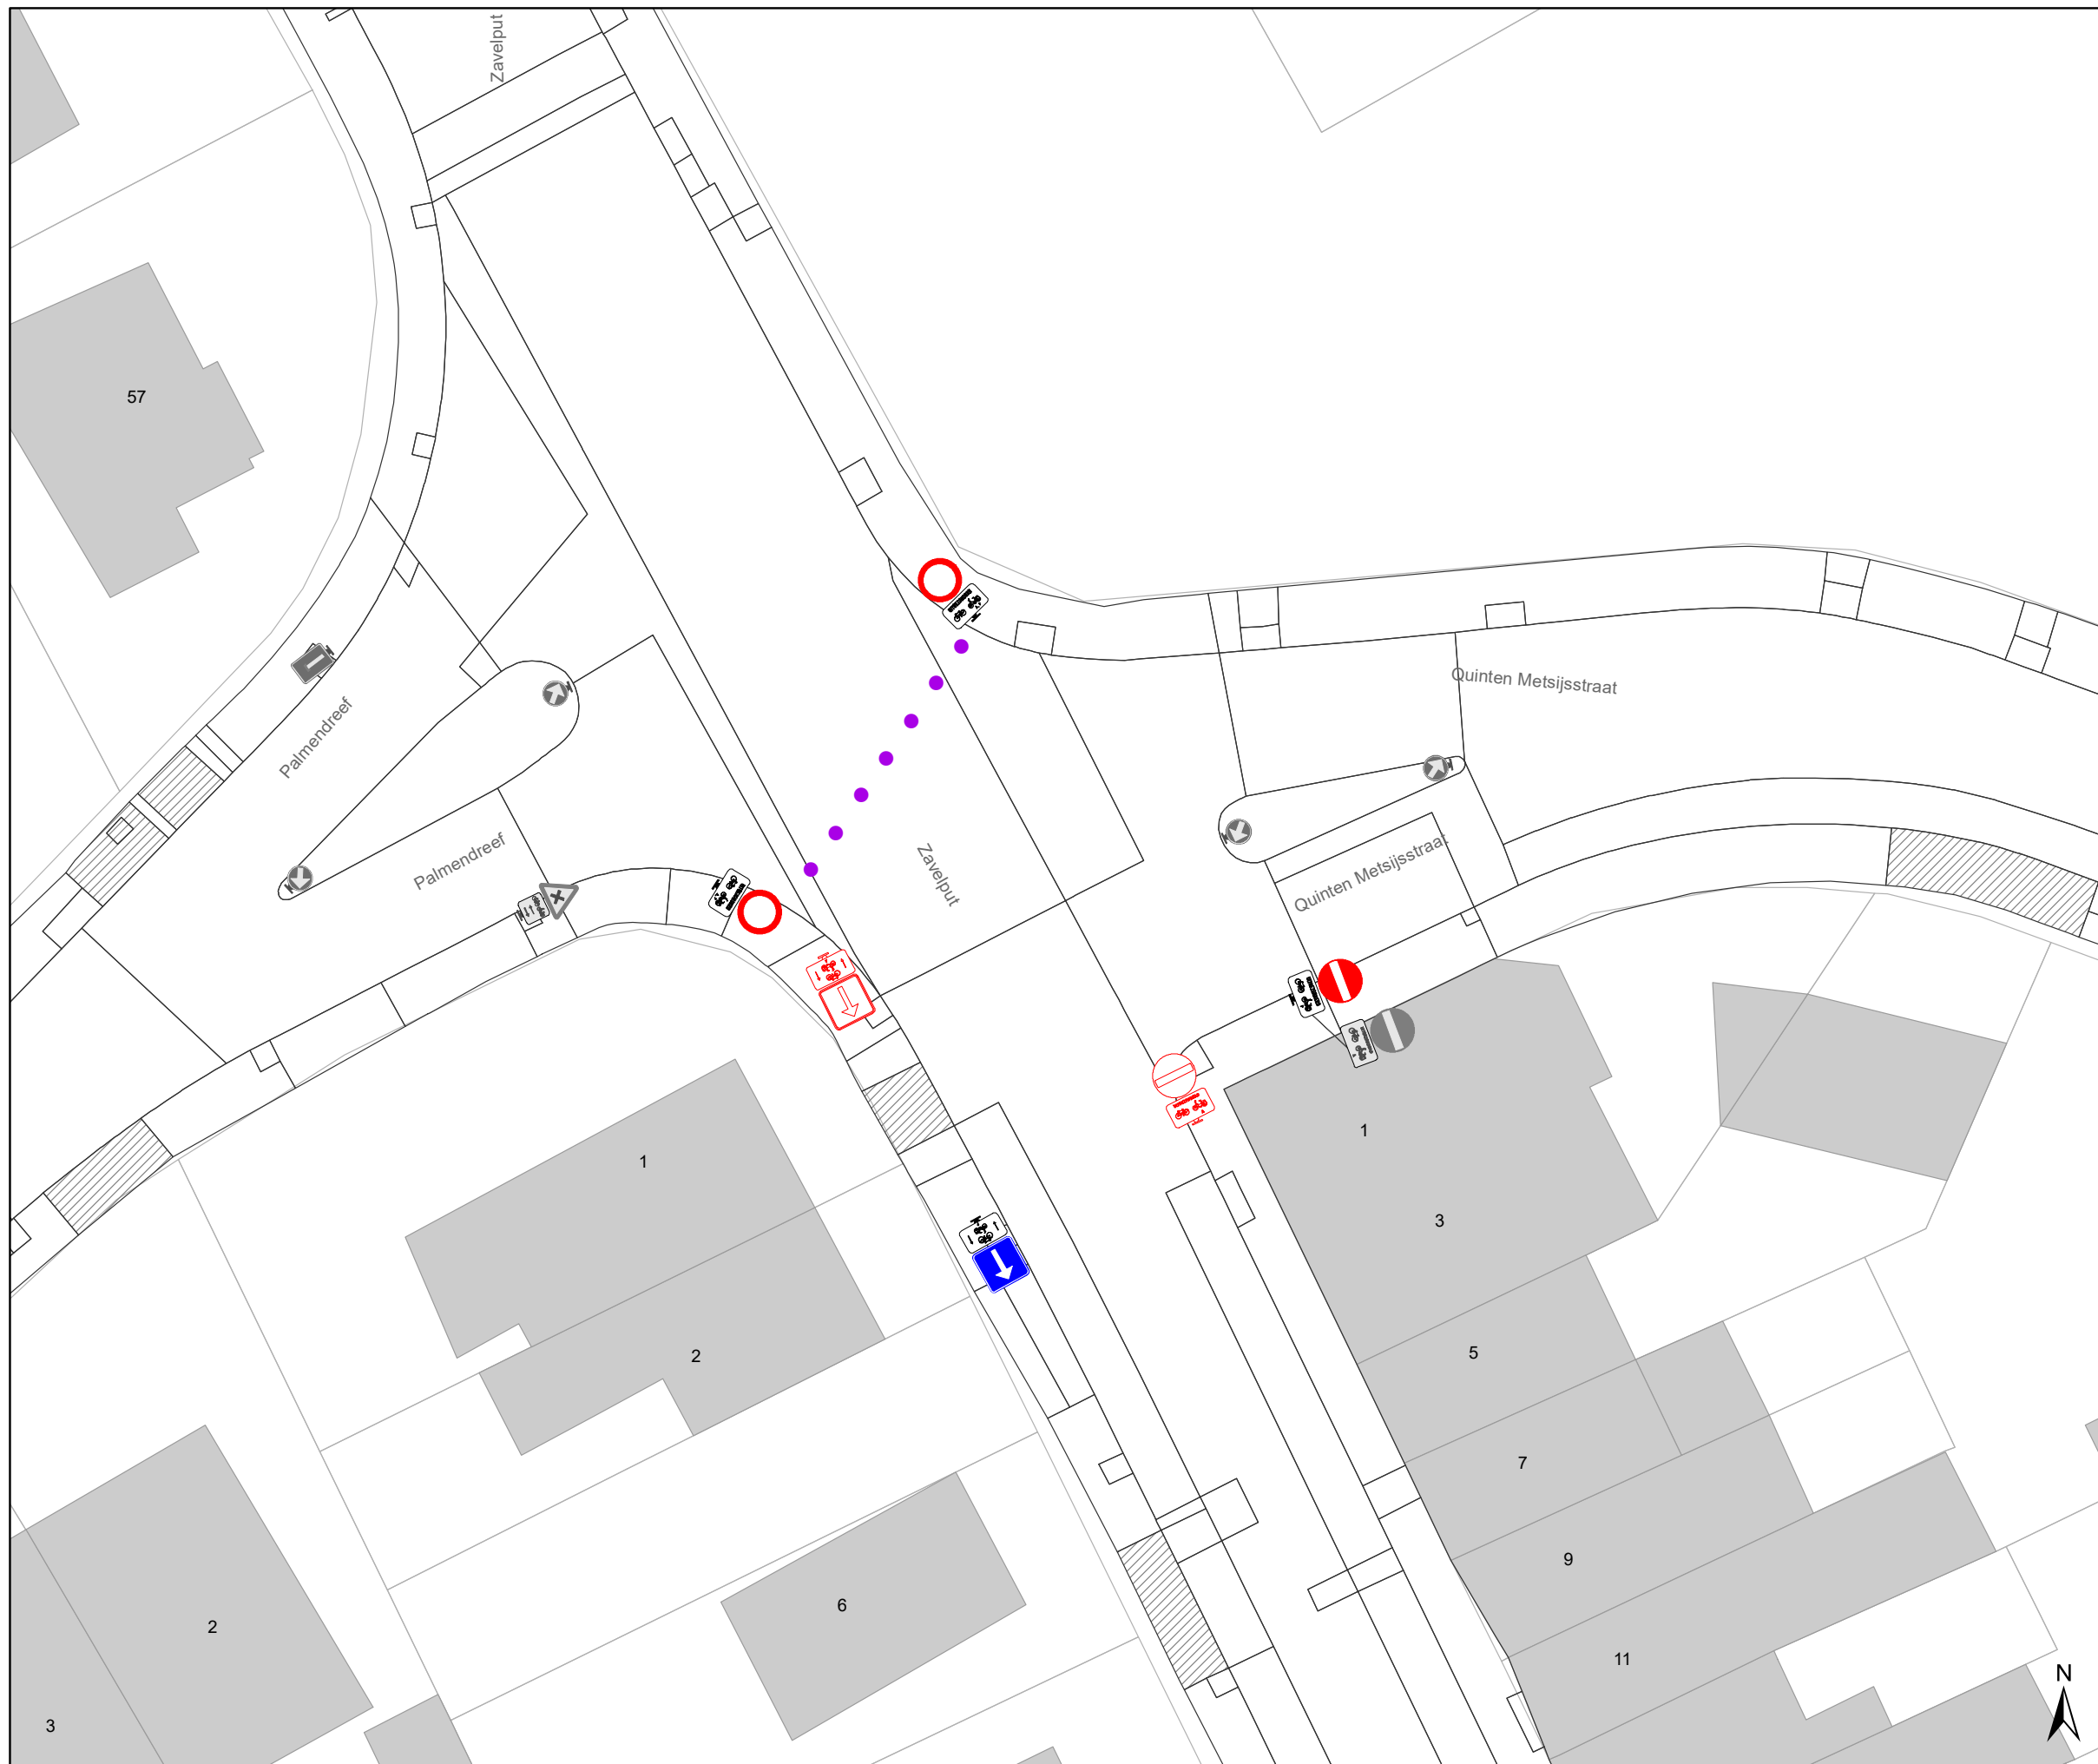 Zavelput
57
Quinten Metsijsstraat
Palmendreef
Palmendreef
Zavelput
Quinten Metsijsstraat
1
1
3
5
2
7
9
6
2
11
3
N